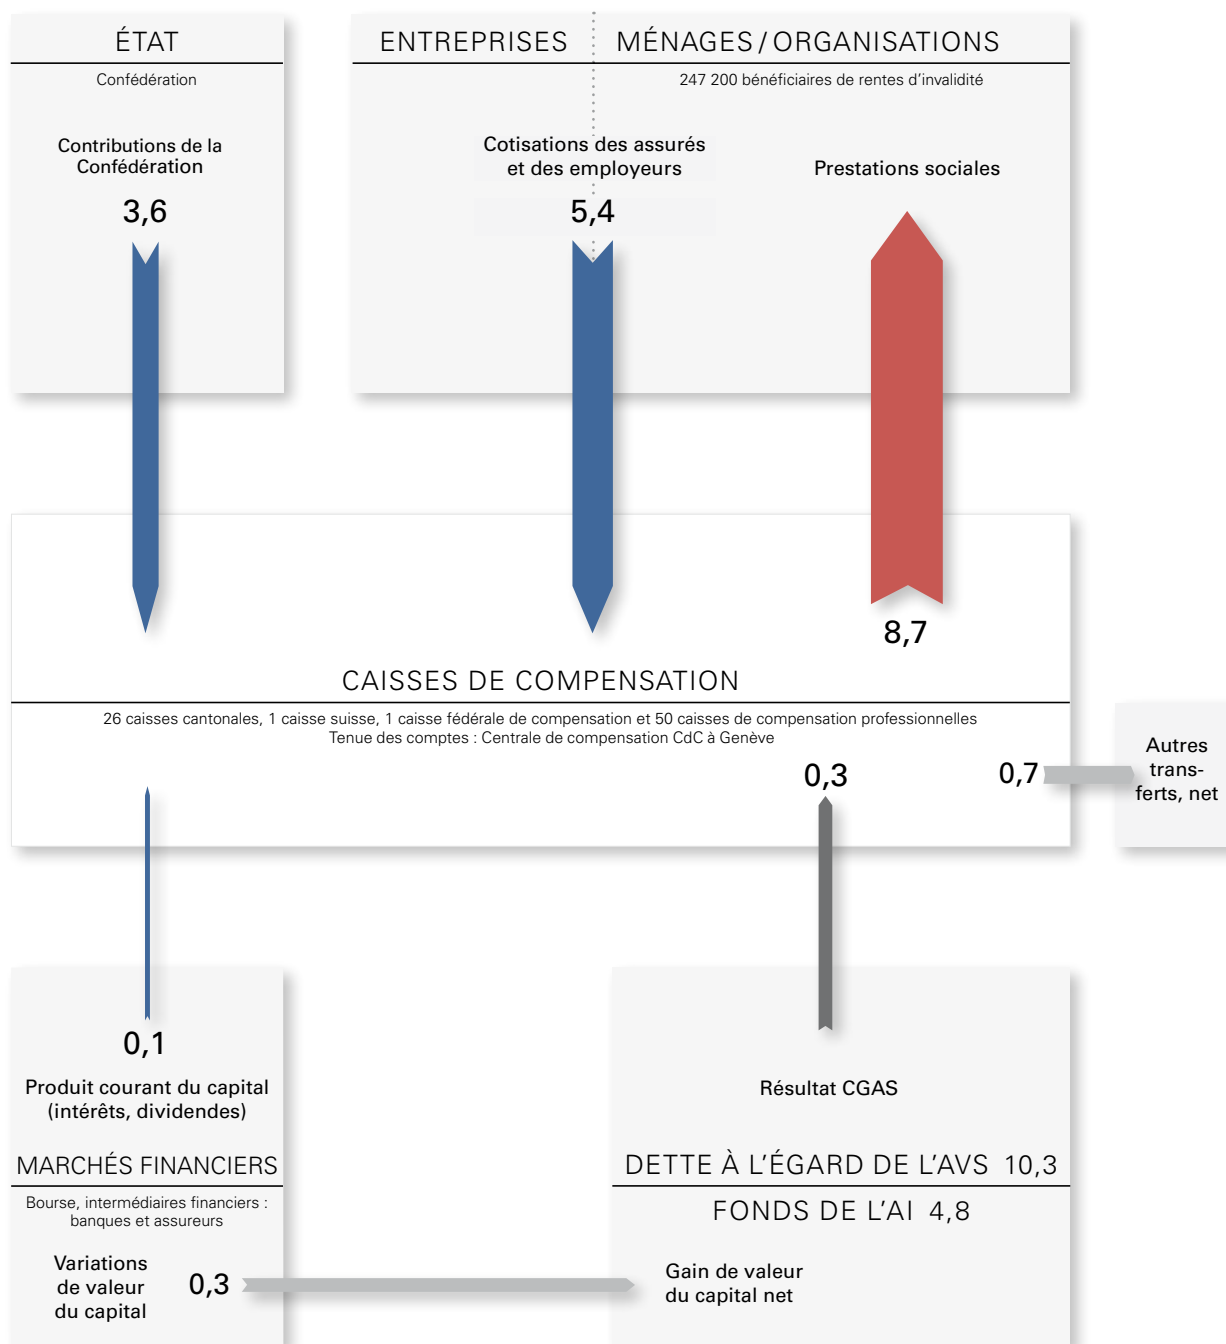 ÉTAT
Confédération
Contributions de la
Confédération
3,6
ENTREPRISES
MÉNAGES / ORGANISATIONS
247 200 bénéficiaires de rentes d’invalidité
Cotisations des assurés
et des employeurs
5,4
Prestations sociales
8,7
CAISSES DE COMPENSATION
26 caisses cantonales, 1 caisse suisse, 1 caisse fédérale de compensation et 50 caisses de compensation professionnelles
Tenue des comptes : Centrale de compensation CdC à Genève
0,3
0,7
Autres
trans-
ferts, net
0,1
Produit courant du capital
(intérêts, dividendes)
MARCHÉS FINANCIERS
Bourse, intermédiaires financiers :
banques et assureurs
Variations
de valeur
du capital
0,3
Résultat CGAS
DETTE À L’ÉGARD DE L’AVS 10,3
FONDS DE L’AI 4,8
Gain de valeur
du capital net